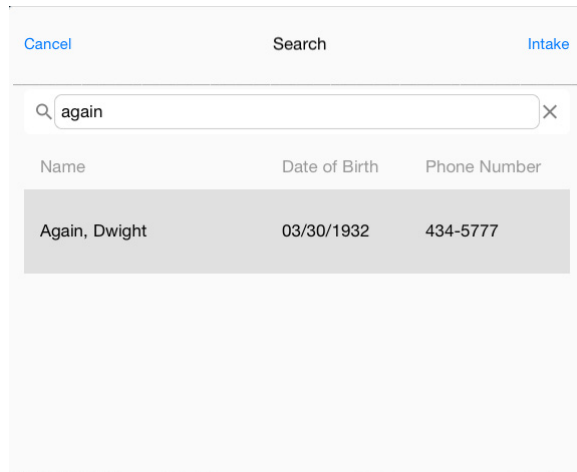 Cancel Search Intake
again
Name Date of Birth Phone Number
Again, Dwight 03/30/1932 434-5777